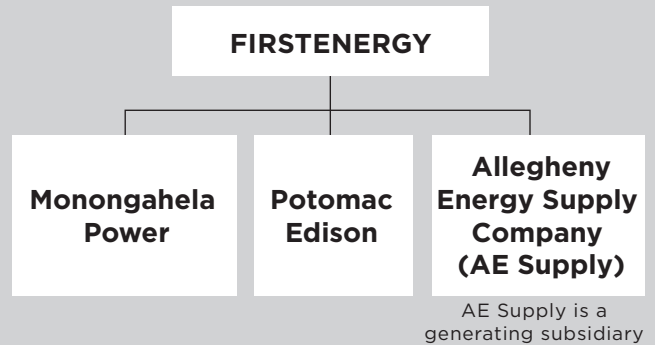 FIRSTENERGY
Monongahela
Power
Potomac
Edison
Allegheny
Energy Supply
Company
(AE Supply)
AE Supply is a
generating subsidiary